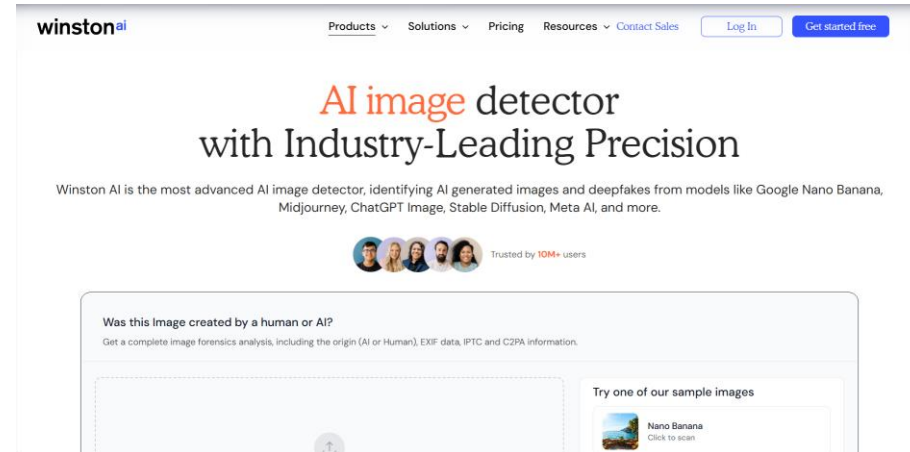 winstonai
Products Solutions Pricing Resources Contact Sales Log In Get started free
AI image detector
with Industry-Leading Precision
Winston AI is the most advanced AI image detector, identifying AI generated images and deepfakes from models like Google Nano Banana,
Midjourney, ChatGPT Image, Stable Diffusion, Meta AI, and more.
Trusted by 10M+ users
Was this Image created by a human or AI?
Get a complete image forensics analysis, including the origin (AI or Human), EXIF data, IPTC and C2PA information.
Try one of our sample images
Nano Banana
Click to scan